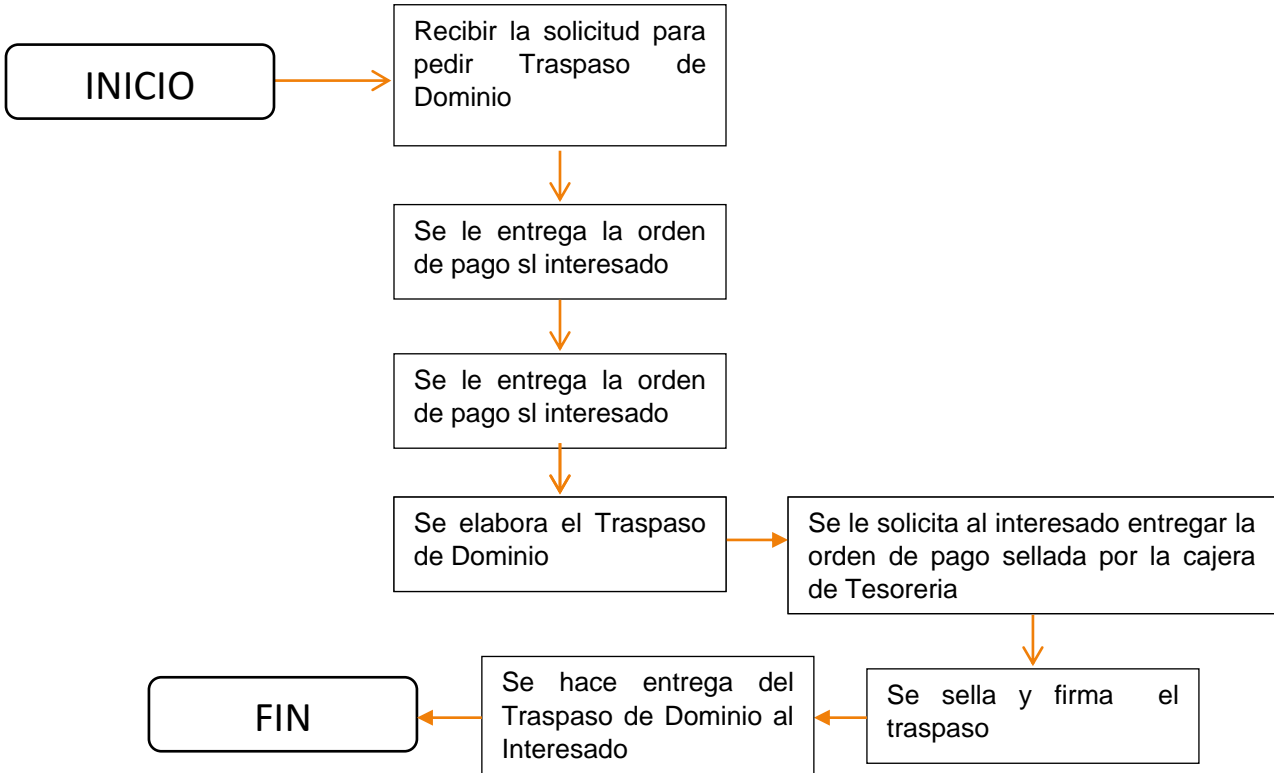 INICIO
Recibir la solicitud para
pedir Traspaso de
Dominio
Se le entrega la orden
de pago sl interesado
Se le entrega la orden
de pago sl interesado
Se elabora el Traspaso
de Dominio
Se le solicita al interesado entregar la
orden de pago sellada por la cajera
de Tesoreria
Se sella y firma el
traspaso
Se hace entrega del
Traspaso de Dominio al
Interesado
FIN